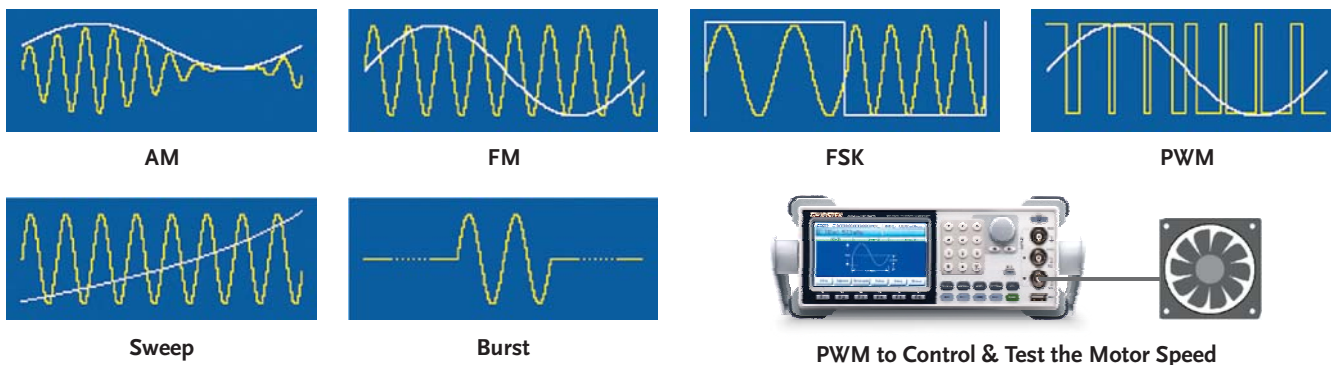 AM
FM
FSK
PWM
Sweep
Burst
PWM to Control & Test the Motor Speed